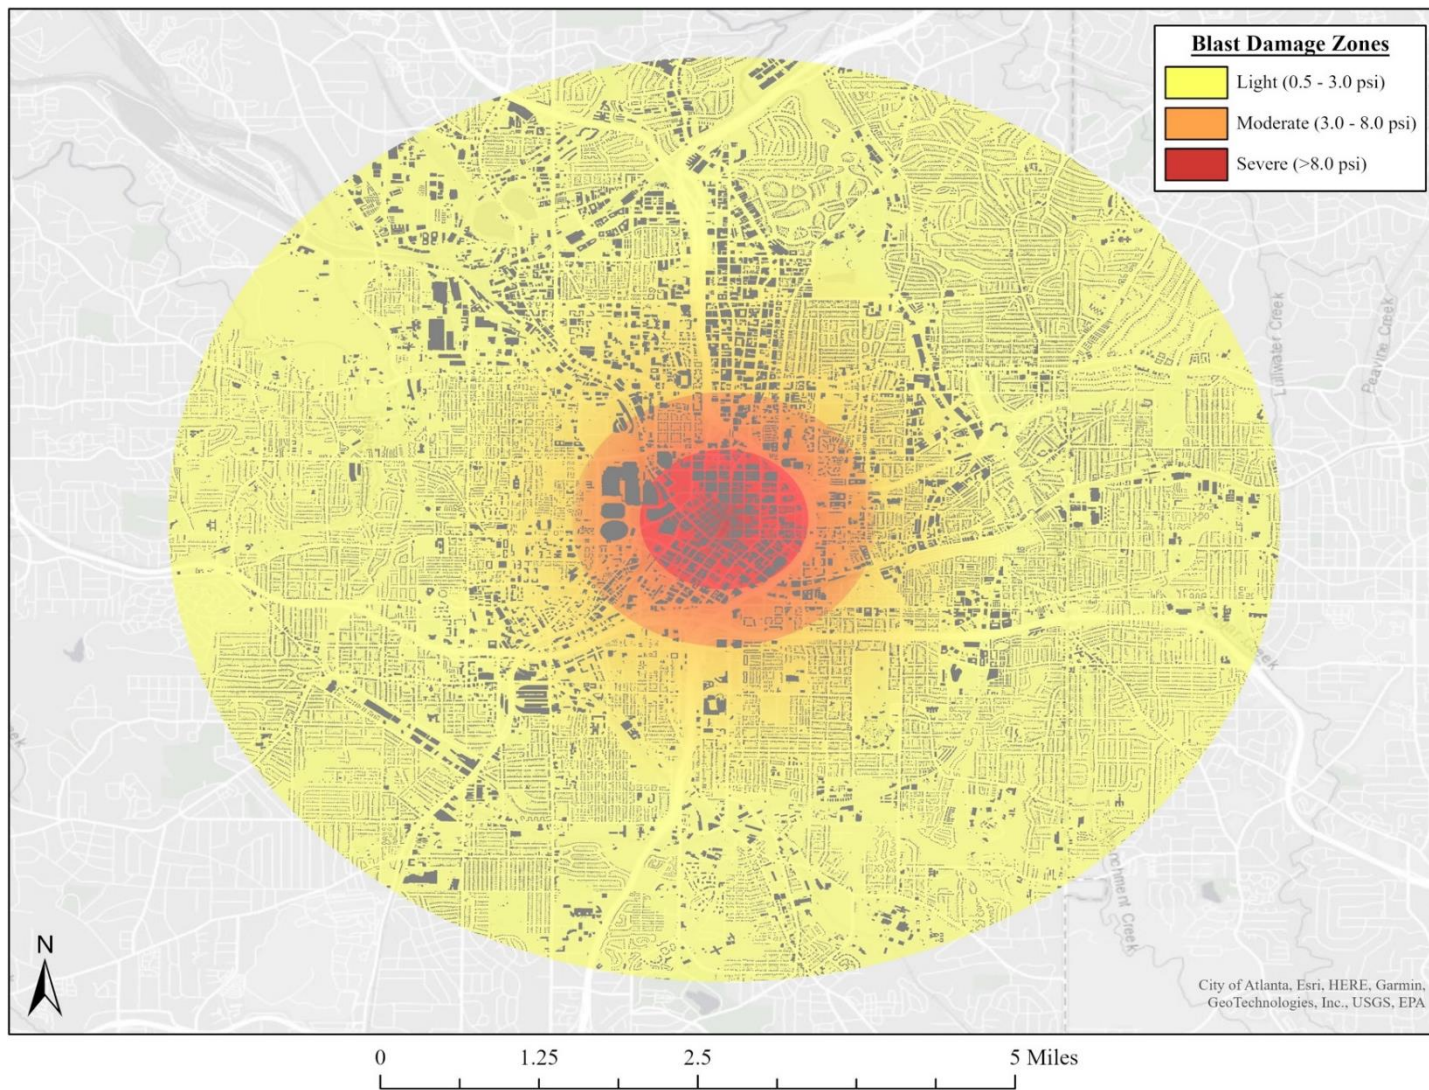 Blast Damage Zones
Light (0.5 - 3.0 psi)
Moderate (3.0 - 8.0 psi)
Severe (>8.0 psi)
Lullwater Creek
Peavine Creek
Creek
N
City of Atlanta, Esri, HERE, Garmin,
GeoTechnologies, Inc., USGS, EPA
0 1.25 2.5 5 Miles